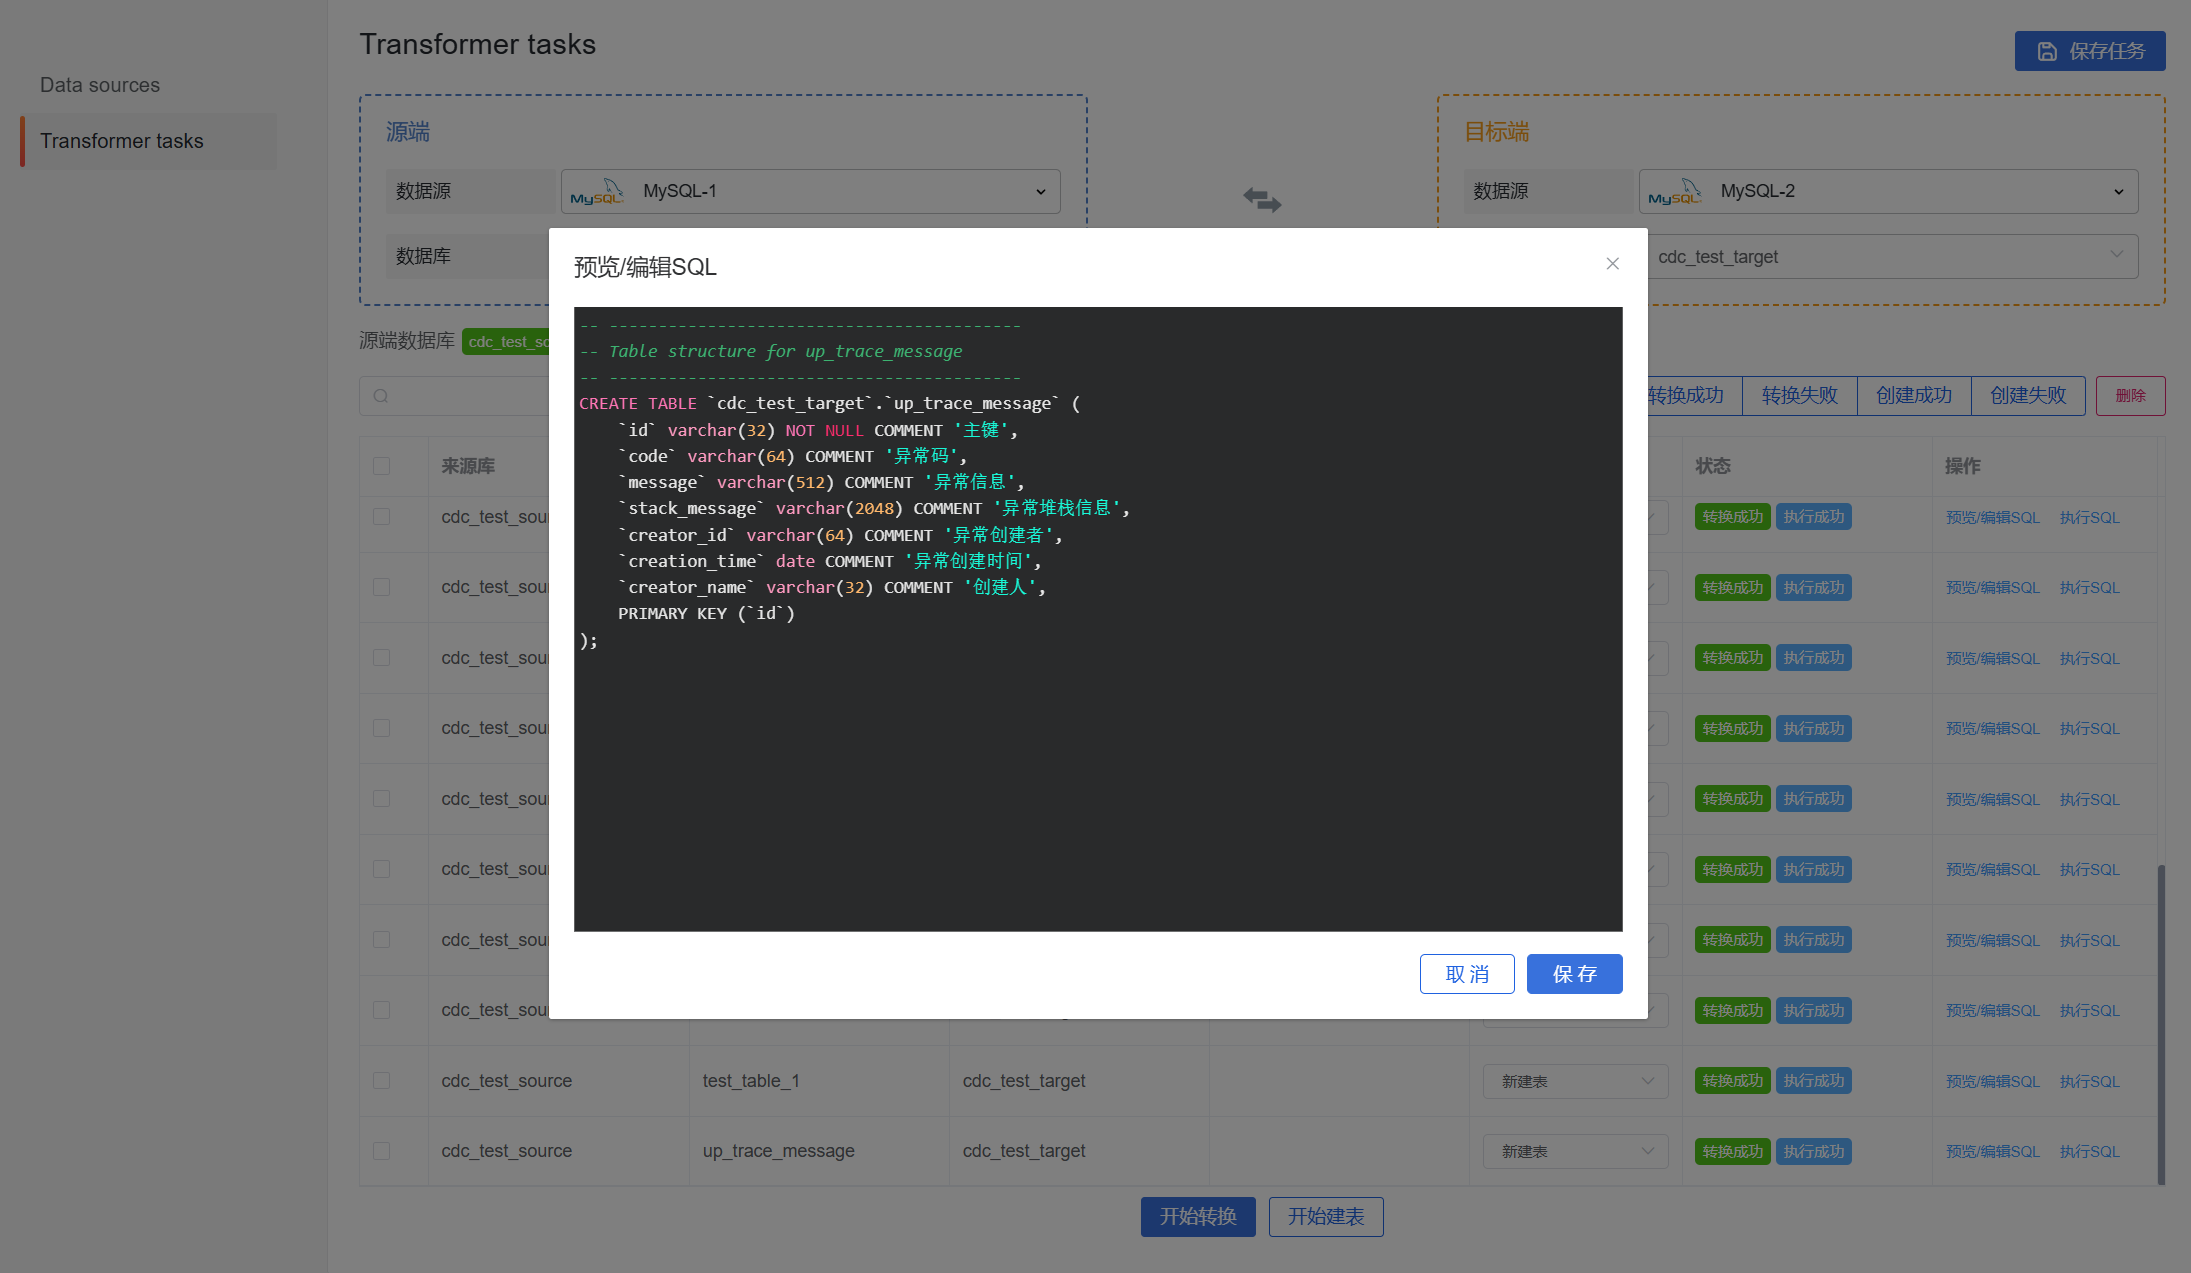 Transformer tasks
保存任务
Data sources
Transformer tasks
源端
目标端
数据源 MySQL MySQL-1
数据源 MySQL MySQL-2
数据库
cdc_test_target
预览/编辑SQL
源端数据库
转换成功 转换失败 创建成功 创建失败 删除
来源库 状态 操作
-- ------------------------------------------
-- Table structure for up_trace_message
-- ------------------------------------------
CREATE TABLE `cdc_test_target`.`up_trace_message` (
`id` varchar(32) NOT NULL COMMENT '主键',
`code` varchar(64) COMMENT '异常码',
`message` varchar(512) COMMENT '异常信息',
`stack_message` varchar(2048) COMMENT '异常堆栈信息',
`creator_id` varchar(64) COMMENT '异常创建者',
`creation_time` date COMMENT '异常创建时间',
`creator_name` varchar(32) COMMENT '创建人',
PRIMARY KEY (`id`)
);
取 消 保 存
转换成功 执行成功 预览/编辑SQL 执行SQL
转换成功 执行成功 预览/编辑SQL 执行SQL
转换成功 执行成功 预览/编辑SQL 执行SQL
转换成功 执行成功 预览/编辑SQL 执行SQL
转换成功 执行成功 预览/编辑SQL 执行SQL
转换成功 执行成功 预览/编辑SQL 执行SQL
转换成功 执行成功 预览/编辑SQL 执行SQL
转换成功 执行成功 预览/编辑SQL 执行SQL
cdc_test_source test_table_1 cdc_test_target 新建表 转换成功 执行成功 预览/编辑SQL 执行SQL
cdc_test_source up_trace_message cdc_test_target 新建表 转换成功 执行成功 预览/编辑SQL 执行SQL
开始转换 开始建表